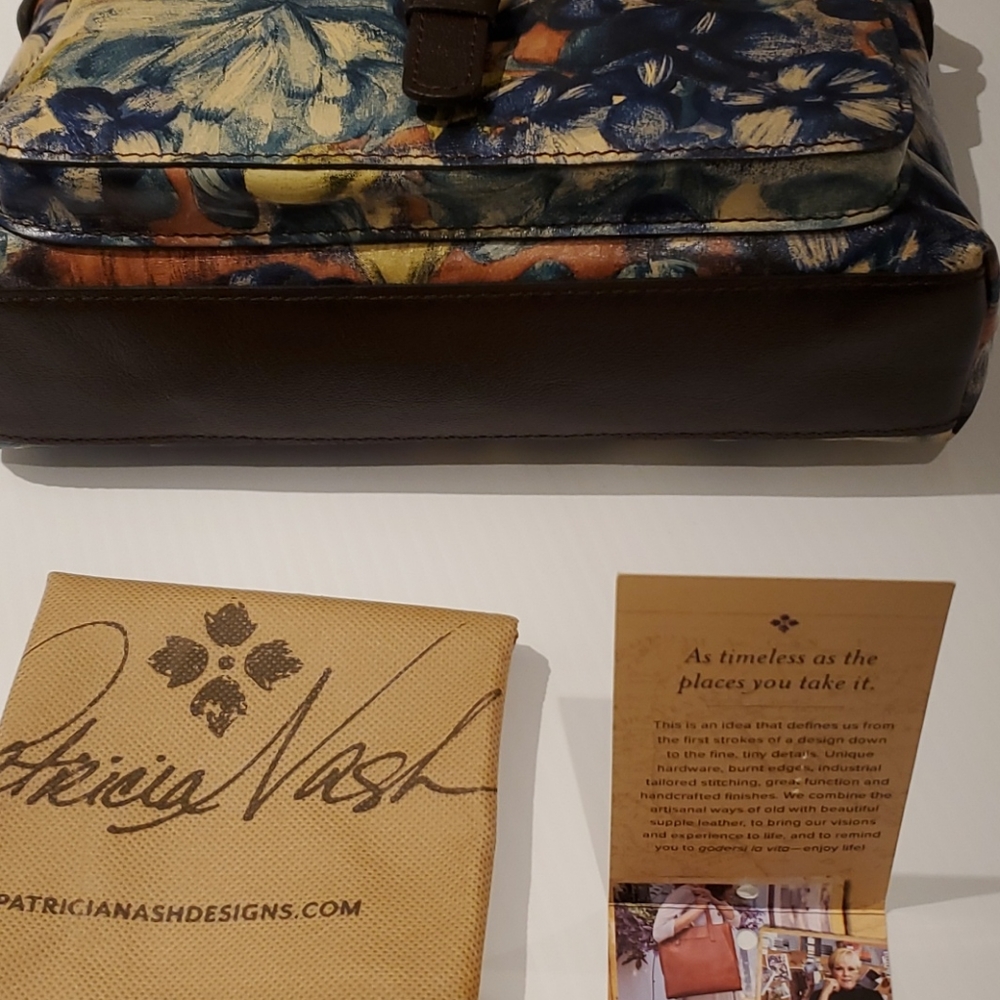 Patricia Nash
PATRICIANASHDESIGNS.COM
As timeless as the
places you take it.
This is an idea that defines us from
the first strokes of a design down
to the fine, tiny details. Unique
hardware, burnt edges, industrial
tailored stitching, great function and
handcrafted finishes. We combine the
artisanal ways of old with beautiful
supple leather, to bring our visions
and experience to life, and to remind
you to godersi la vita—enjoy life!